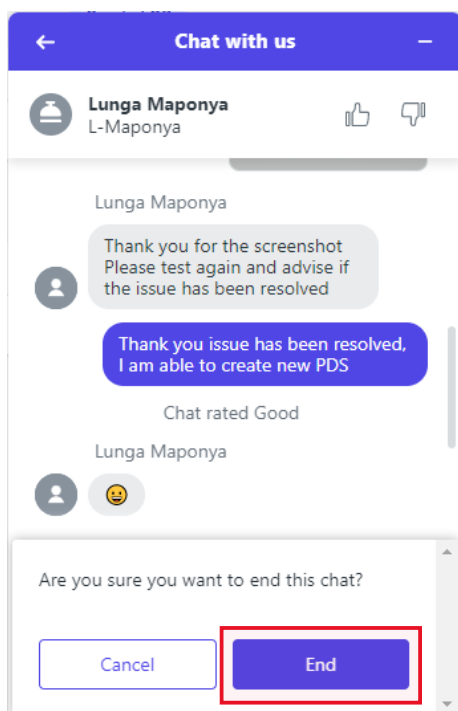 Chat with us
Lunga Maponya
L-Maponya
Lunga Maponya
Thank you for the screenshot
Please test again and advise if
the issue has been resolved
Thank you issue has been resolved,
I am able to create new PDS
Chat rated Good
Lunga Maponya
Are you sure you want to end this chat?
Cancel
End